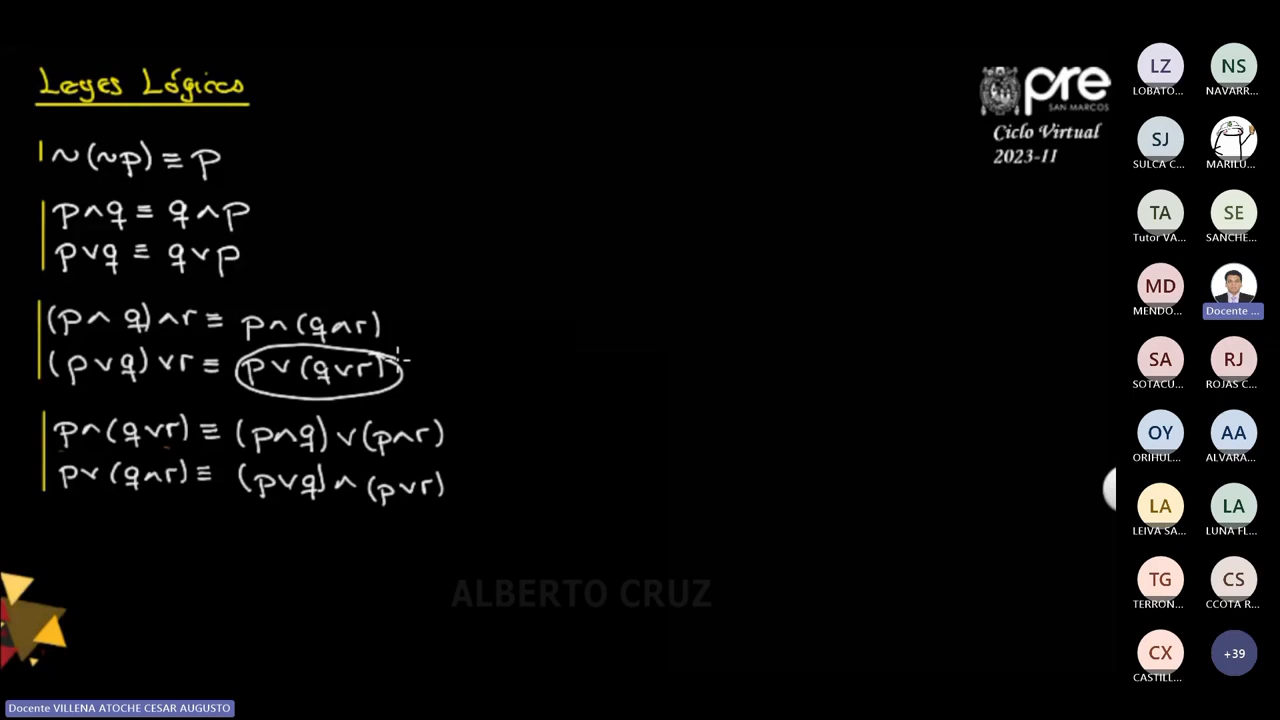 Leyes Lógicas
~(~p) ≡ p
p∧q ≡ q∧p
p∨q ≡ q∨p
(p∧q)∧r ≡ p∧(q∧r)
(p∨q)∨r ≡ p∨(q∨r)
p∧(q∨r) ≡ (p∧q)∨(p∧r)
p∨(q∧r) ≡ (p∨q)∧(p∨r)
ALBERTO CRUZ
pre
SAN MARCOS
Ciclo Virtual
2023-II
LZ NS
LOBATO... NAVARR...
SJ
SULCA C... MARILÚ...
TA SE
Tutor VA... SANCHE...
MD
MENDO... Docente ...
SA RJ
SOTACU... ROJAS C...
OY AA
ORIHUL... ALVARA...
LA LA
LEIVA SA... LUNA FL...
TG CS
TERRON... CCOTA R...
CX +39
CASTILL...
Docente VILLENA ATOCHE CESAR AUGUSTO